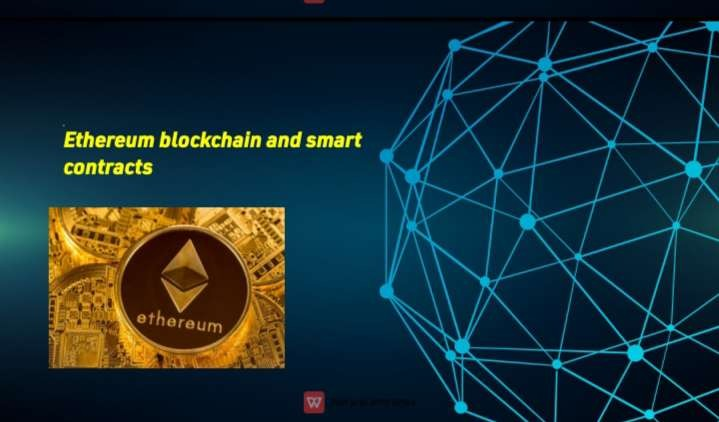 Ethereum blockchain and smart
contracts
ethereum